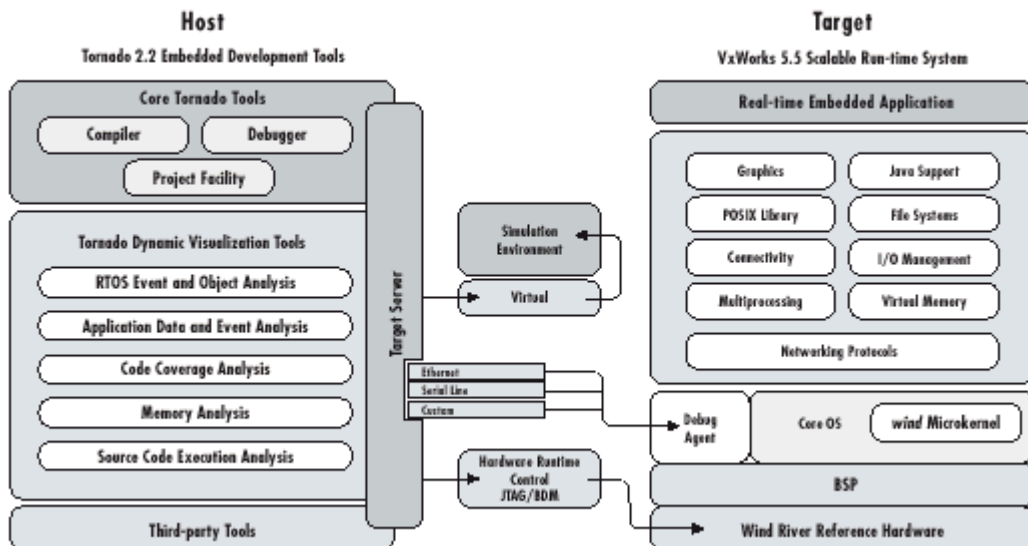 Host
Tornado 2.2 Embedded Development Tools
Core Tornado Tools
Compiler
Debugger
Project Facility
Tornado Dynamic Visualization Tools
RTOS Event and Object Analysis
Application Data and Event Analysis
Code Coverage Analysis
Memory Analysis
Source Code Execution Analysis
Third-party Tools
Target Server
Simulation
Environment
Virtual
Ethernet
Serial Line
Custom
Hardware Runtime
Control
JTAG/BDM
Target
VxWorks 5.5 Scalable Run-time System
Real-time Embedded Application
Graphics
Java Support
POSIX Library
File Systems
Connectivity
I/O Management
Multiprocessing
Virtual Memory
Networking Protocols
Debug
Agent
Core OS
wind Microkernel
BSP
Wind River Reference Hardware